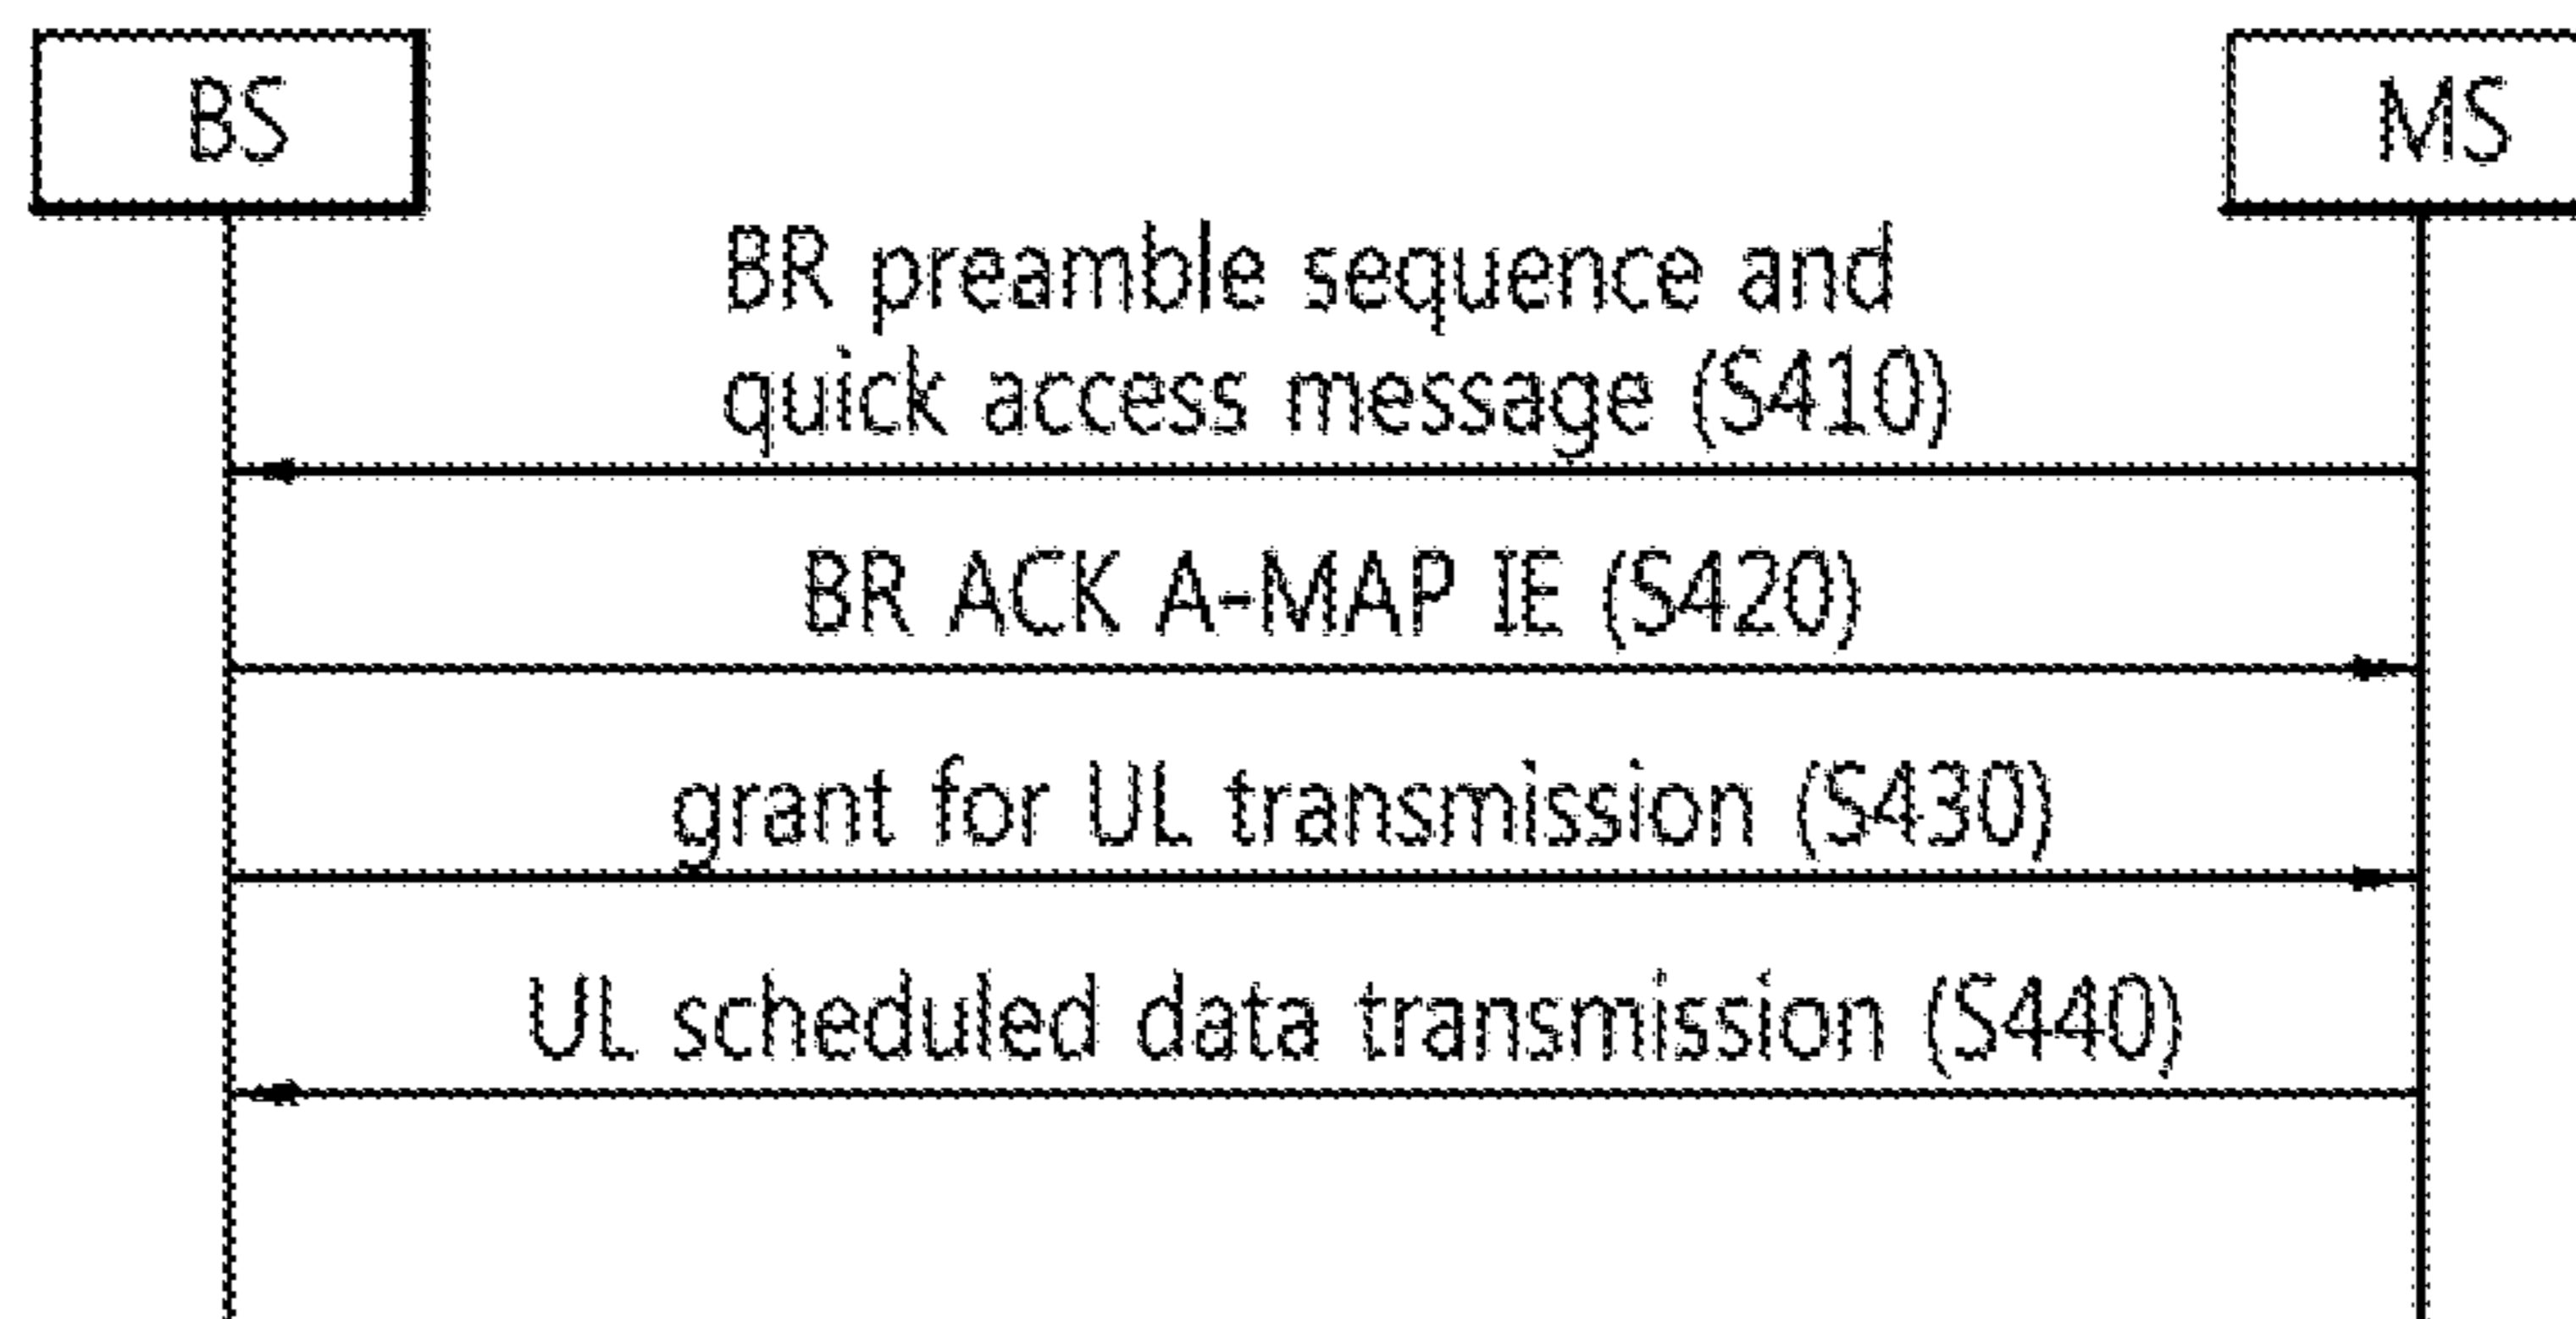 BS
MS
BR preamble sequence and
quick access message (S410)
BR ACK A-MAP IE (S420)
grant for UL transmission (S430)
UL scheduled data transmission (S440)